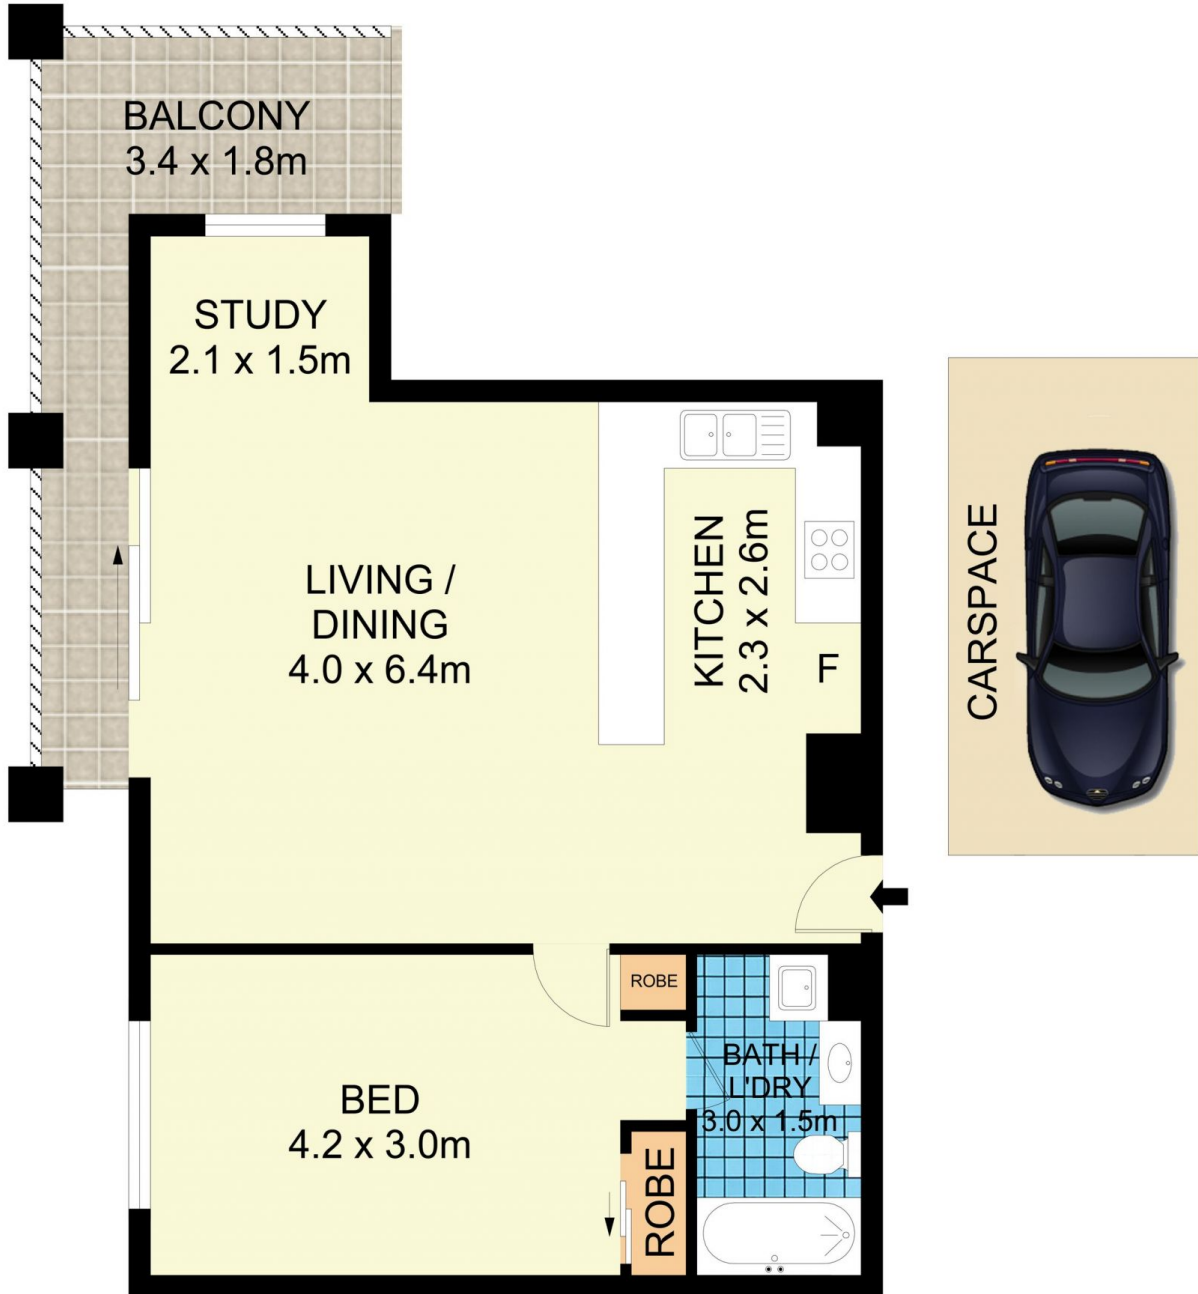 BALCONY
3.4 x 1.8m
STUDY
2.1 x 1.5m
LIVING /
DINING
4.0 x 6.4m
KITCHEN
2.3 x 2.6m
F
CARSPACE
ROBE
BATH /
L'DRY
3.0 x 1.5m
BED
4.2 x 3.0m
ROBE